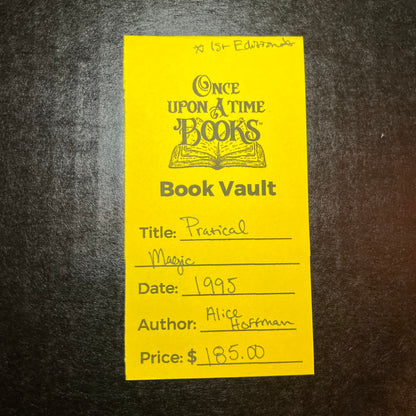 ☆ 1st Edition
ONCE
UPON A TIME
BOOKS
Book Vault
Title: Pratical
Magic
Date: 1995
Author: Alice
Hoffman
Price: $ 185.00